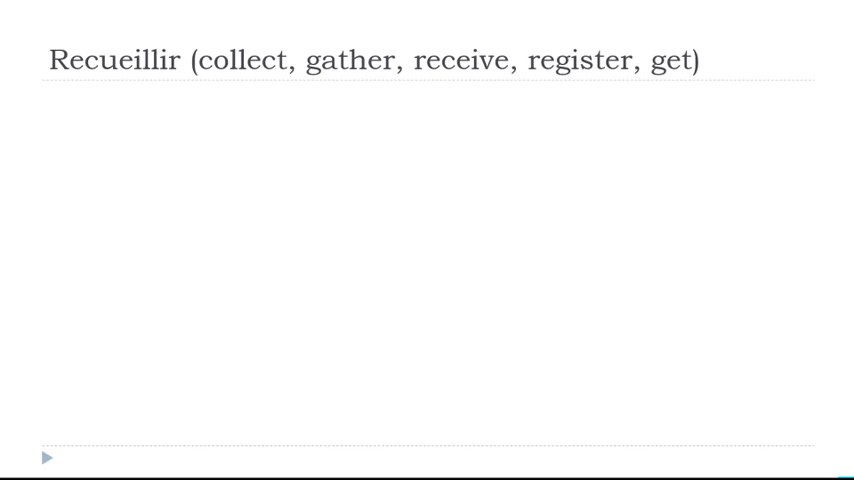 Recueillir (collect, gather, receive, register, get)